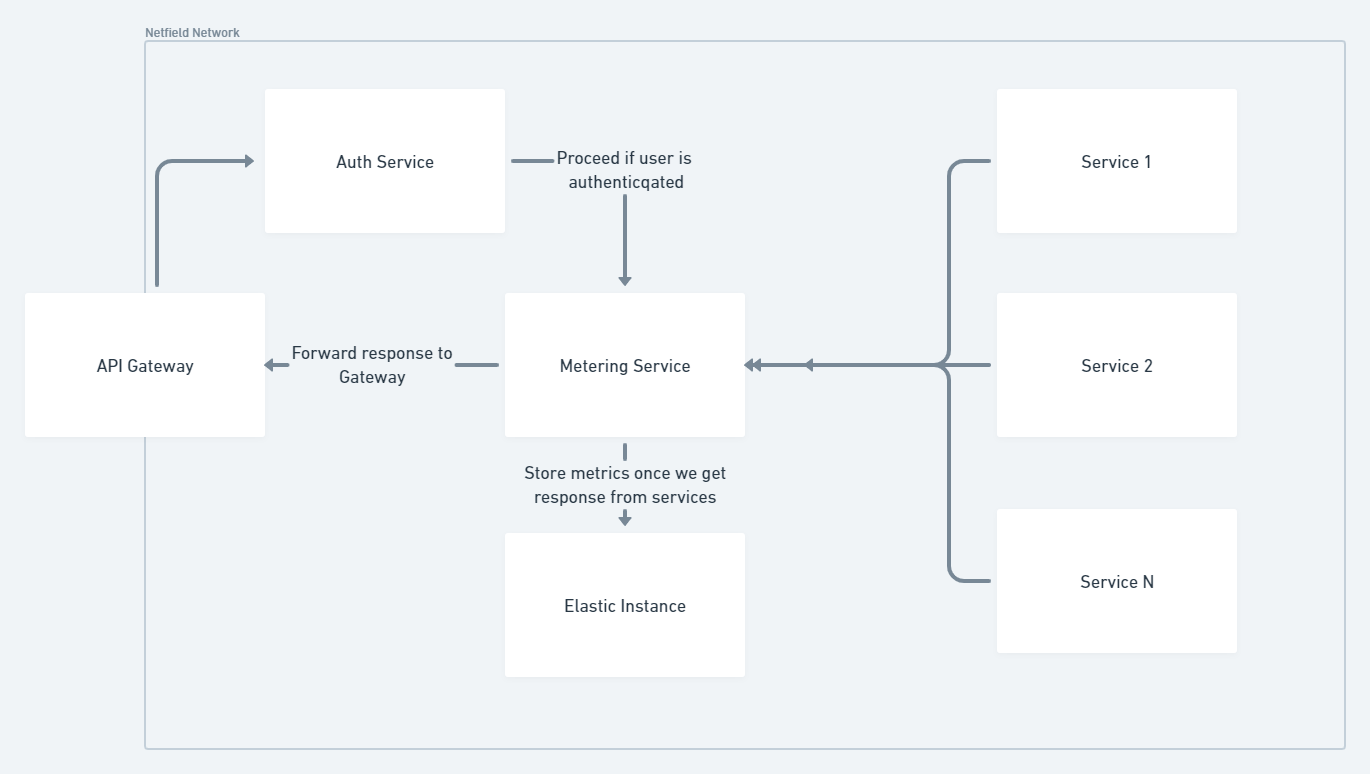 Netfield Network
Auth Service
Proceed if user is
authenticqated
Service 1
API Gateway
Forward response to
Gateway
Metering Service
Service 2
Store metrics once we get
response from services
Elastic Instance
Service N